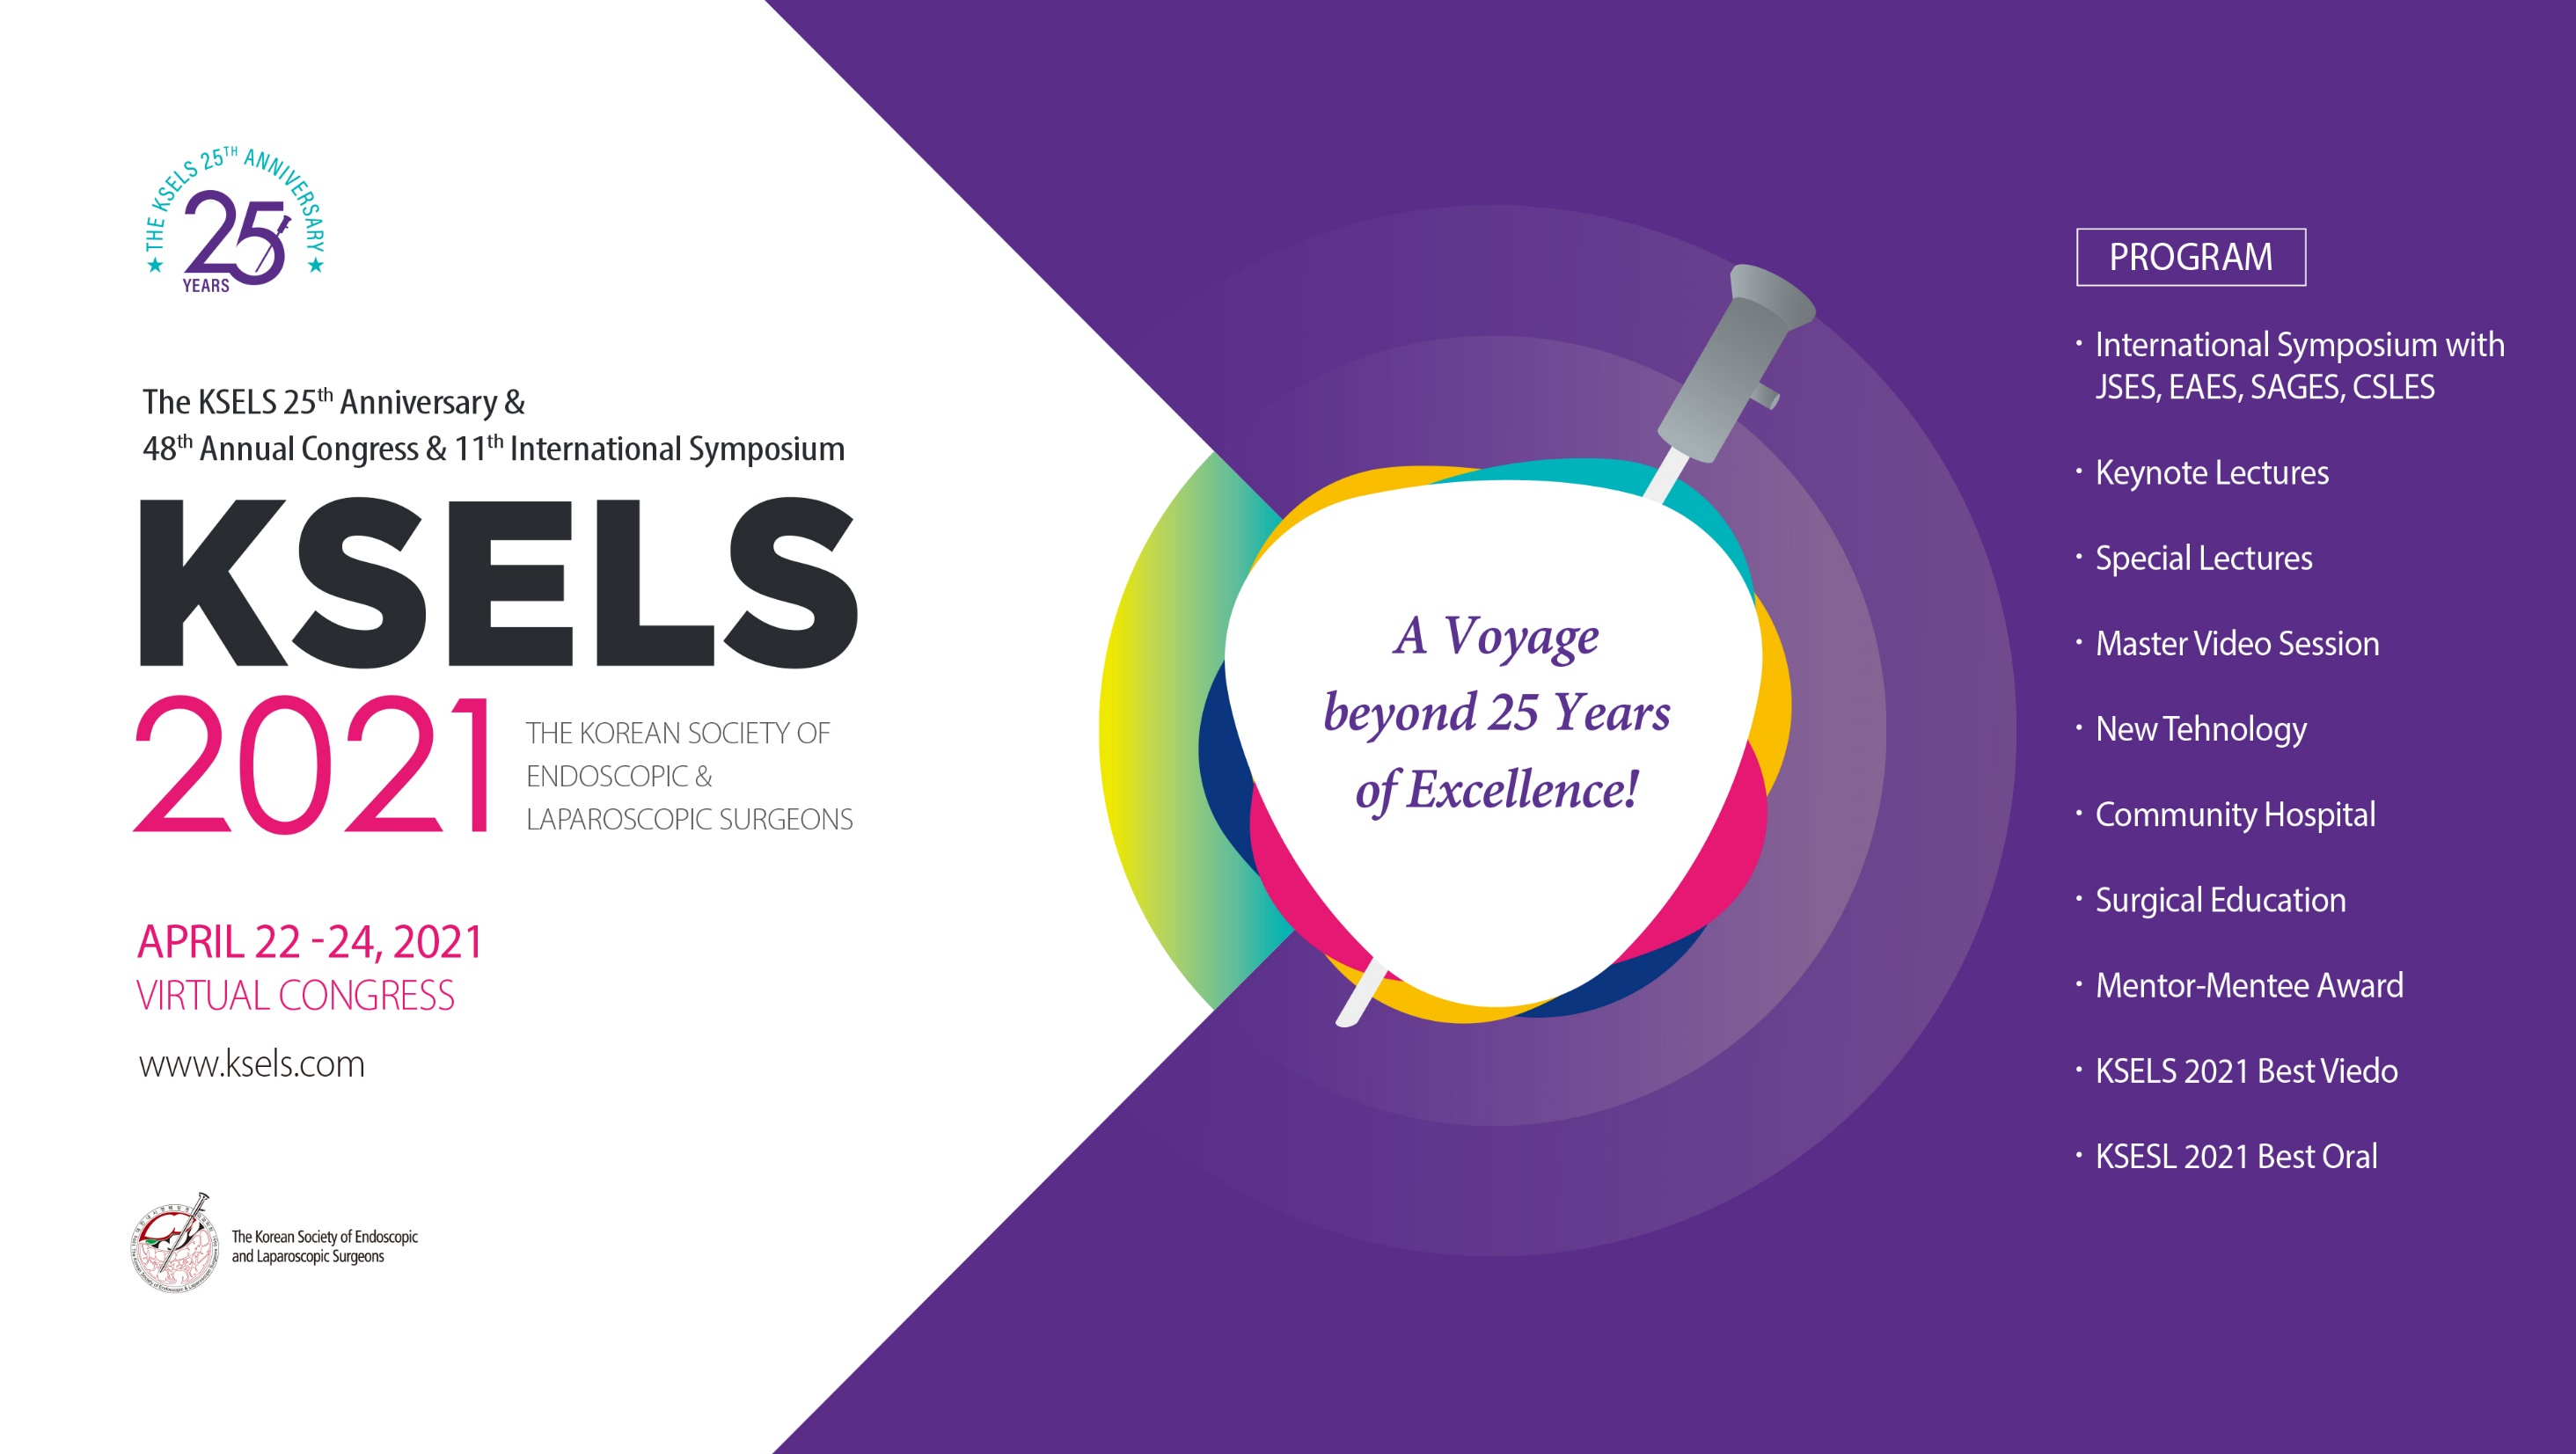 THE KSELS 25TH ANNIVERSARY
25
YEARS
The KSELS 25th Anniversary &
48th Annual Congress & 11th International Symposium
KSELS
2021
THE KOREAN SOCIETY OF
ENDOSCOPIC &
LAPAROSCOPIC SURGEONS
APRIL 22 -24, 2021
VIRTUAL CONGRESS
www.ksels.com
The Korean Society of Endoscopic
and Laparoscopic Surgeons
A Voyage
beyond 25 Years
of Excellence!
PROGRAM
· International Symposium with
JSES, EAES, SAGES, CSLES
· Keynote Lectures
· Special Lectures
· Master Video Session
· New Tehnology
· Community Hospital
· Surgical Education
· Mentor-Mentee Award
· KSELS 2021 Best Viedo
· KSESL 2021 Best Oral